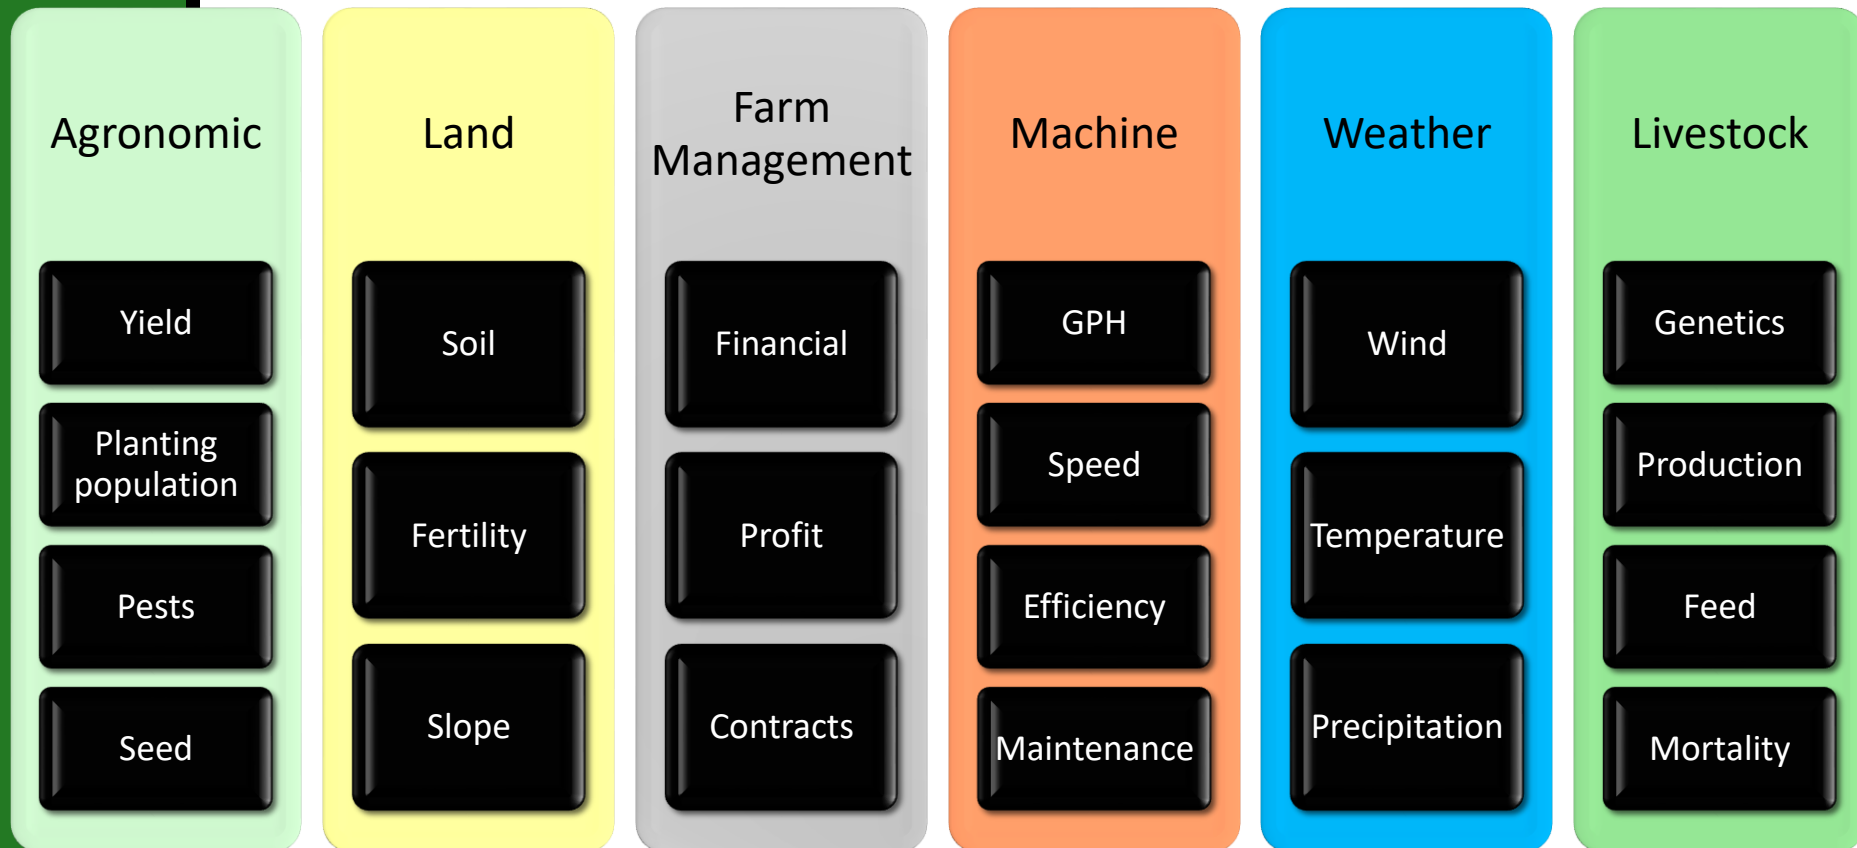 Agronomic
Yield
Planting
population
Pests
Seed
Land
Soil
Fertility
Slope
Farm
Management
Financial
Profit
Contracts
Machine
GPH
Speed
Efficiency
Maintenance
Weather
Wind
Temperature
Precipitation
Livestock
Genetics
Production
Feed
Mortality